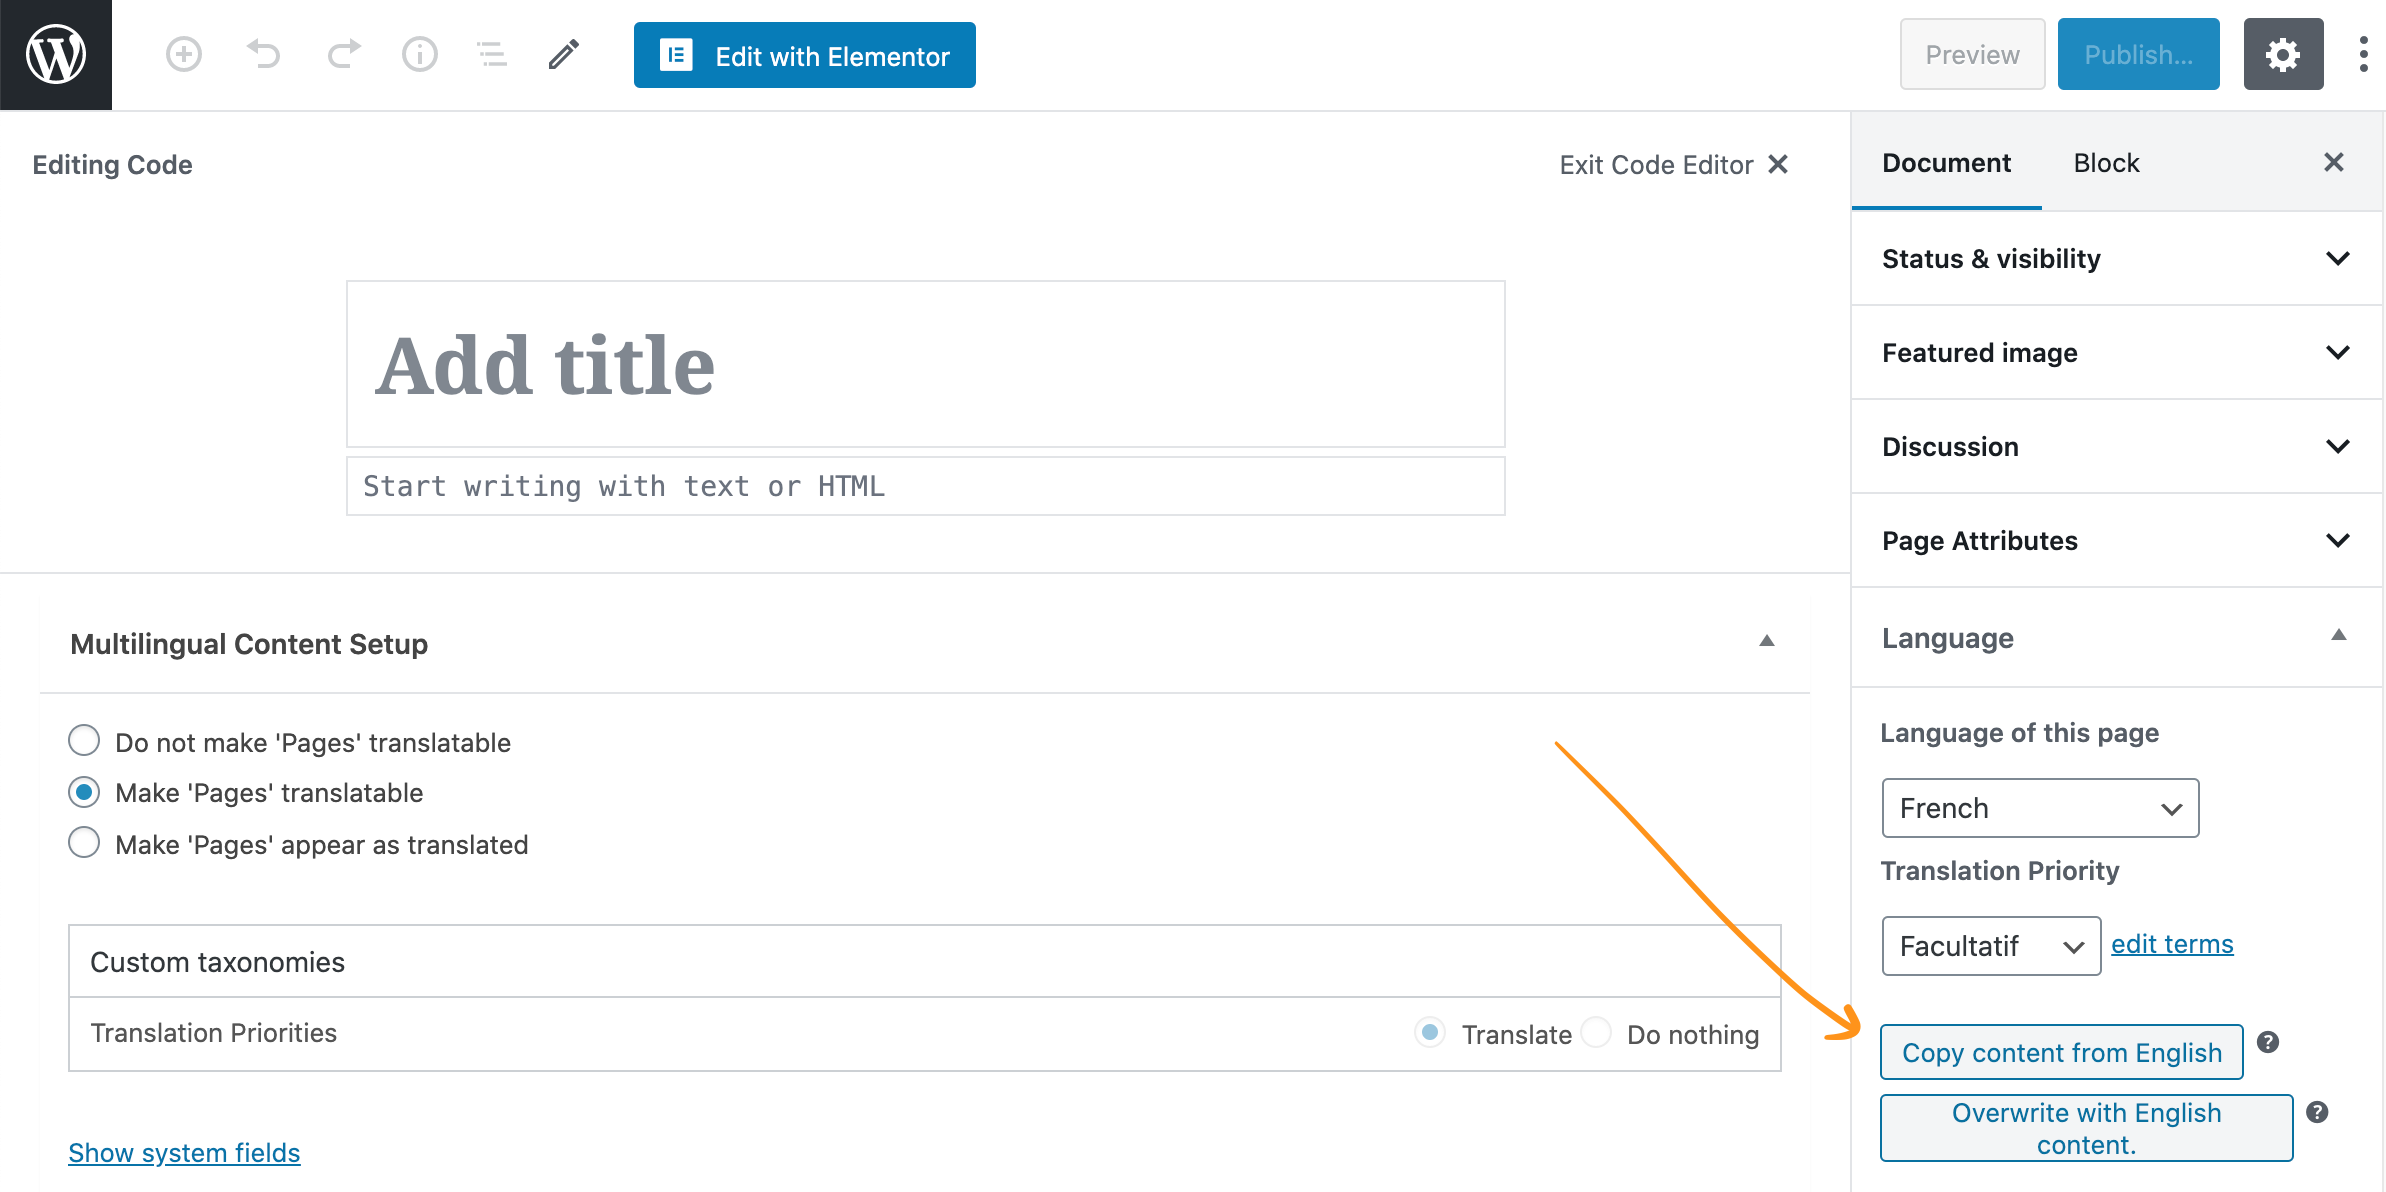 Edit with Elementor
Preview
Publish...
Editing Code
Exit Code Editor
Document
Block
Add title
Start writing with text or HTML
Status & visibility
Featured image
Discussion
Page Attributes
Language
Language of this page
French
Translation Priority
Facultatif
edit terms
Copy content from English
?
Overwrite with English
content.
?
Multilingual Content Setup
Do not make 'Pages' translatable
Make 'Pages' translatable
Make 'Pages' appear as translated
Custom taxonomies
Translation Priorities
Translate
Do nothing
Show system fields